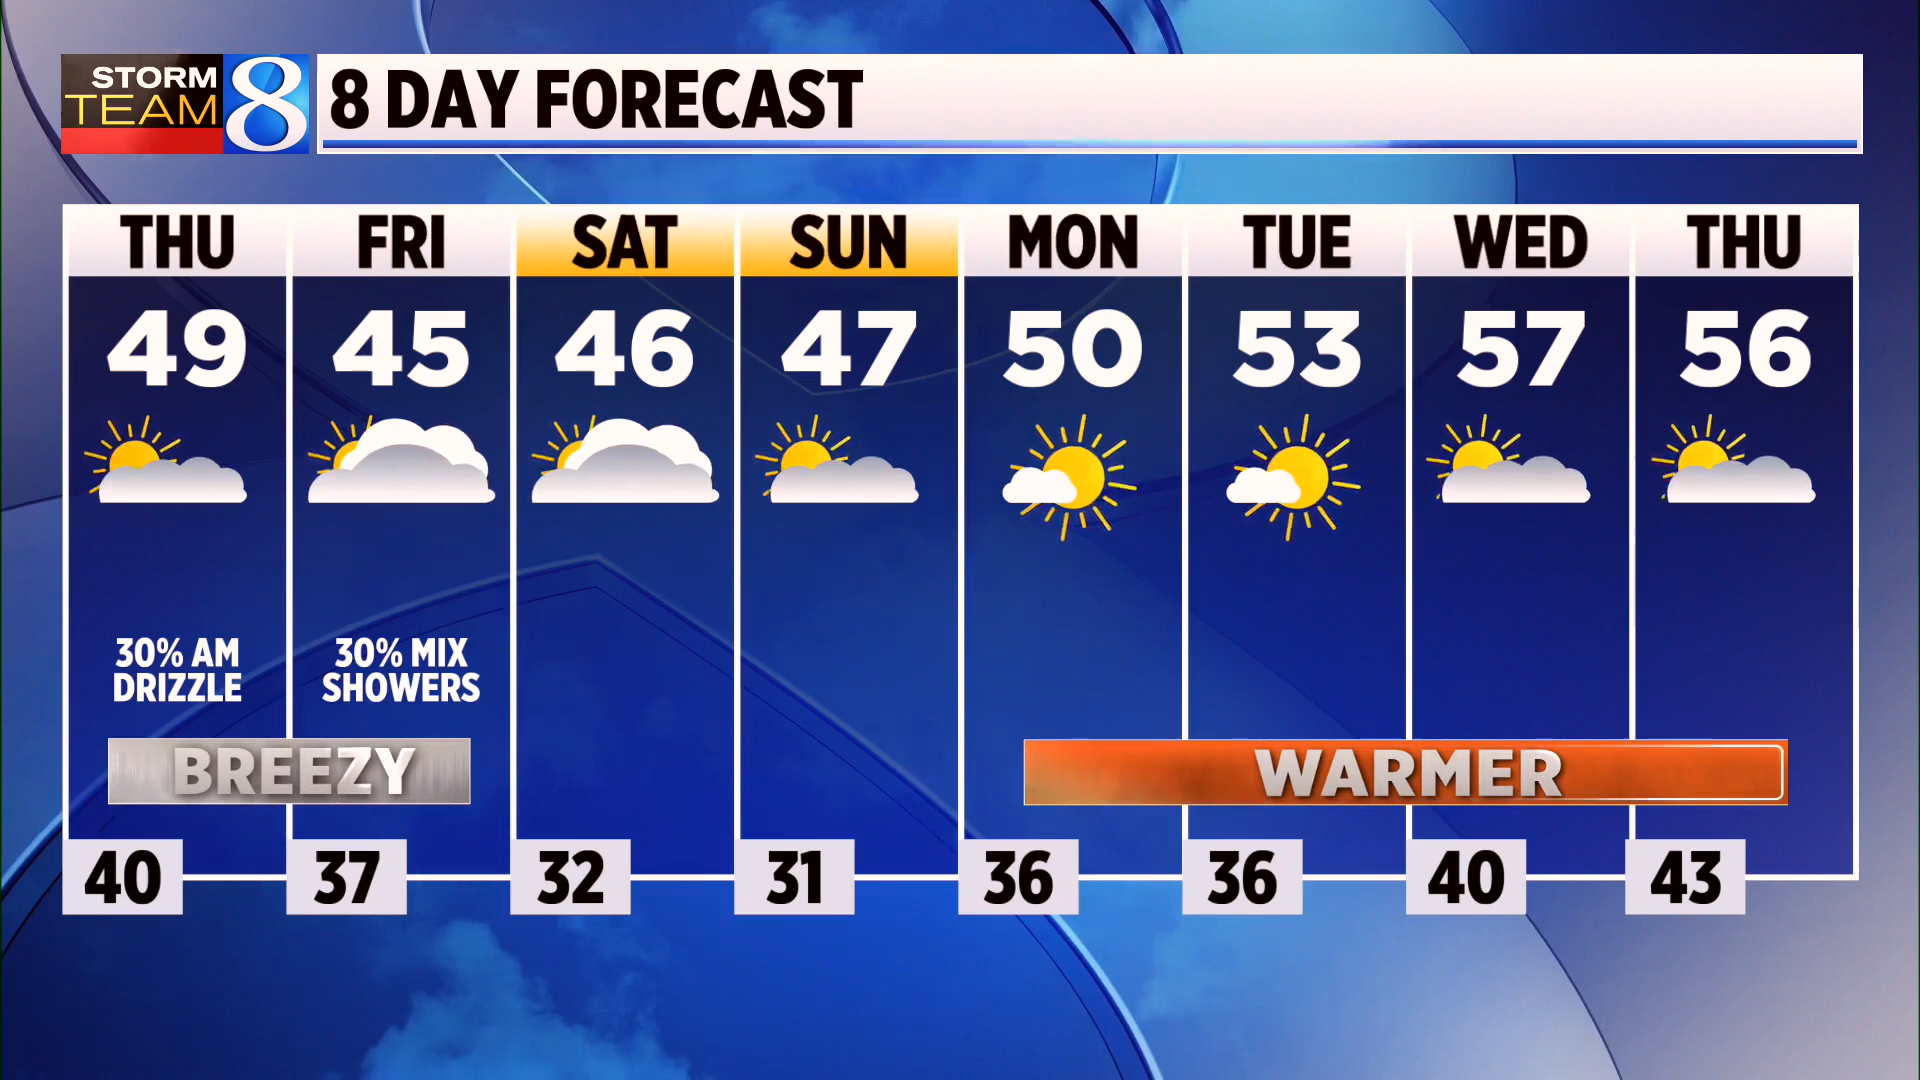 STORM
TEAM 8
8 DAY FORECAST
THU FRI SAT SUN MON TUE WED THU
49 45 46 47 50 53 57 56
30% AM 30% MIX
DRIZZLE SHOWERS
BREEZY WARMER
40 37 32 31 36 36 40 43